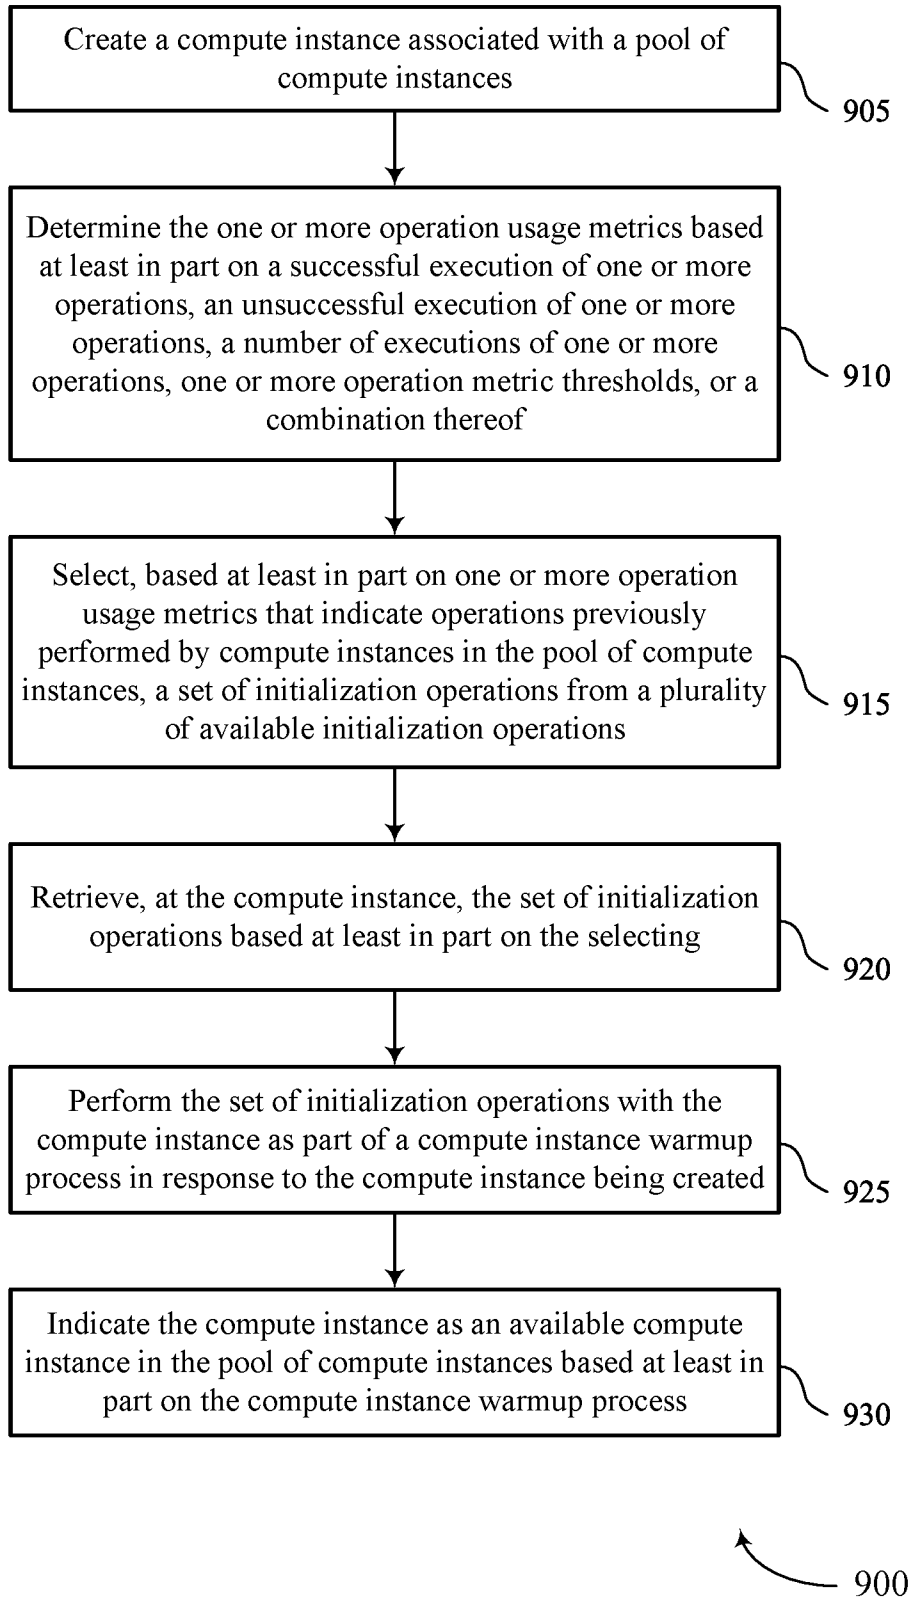 Create a compute instance associated with a pool of
compute instances
905
Determine the one or more operation usage metrics based
at least in part on a successful execution of one or more
operations, an unsuccessful execution of one or more
operations, a number of executions of one or more
operations, one or more operation metric thresholds, or a
combination thereof
910
Select, based at least in part on one or more operation
usage metrics that indicate operations previously
performed by compute instances in the pool of compute
instances, a set of initialization operations from a plurality
of available initialization operations
915
Retrieve, at the compute instance, the set of initialization
operations based at least in part on the selecting
920
Perform the set of initialization operations with the
compute instance as part of a compute instance warmup
process in response to the compute instance being created
925
Indicate the compute instance as an available compute
instance in the pool of compute instances based at least in
part on the compute instance warmup process
930
900